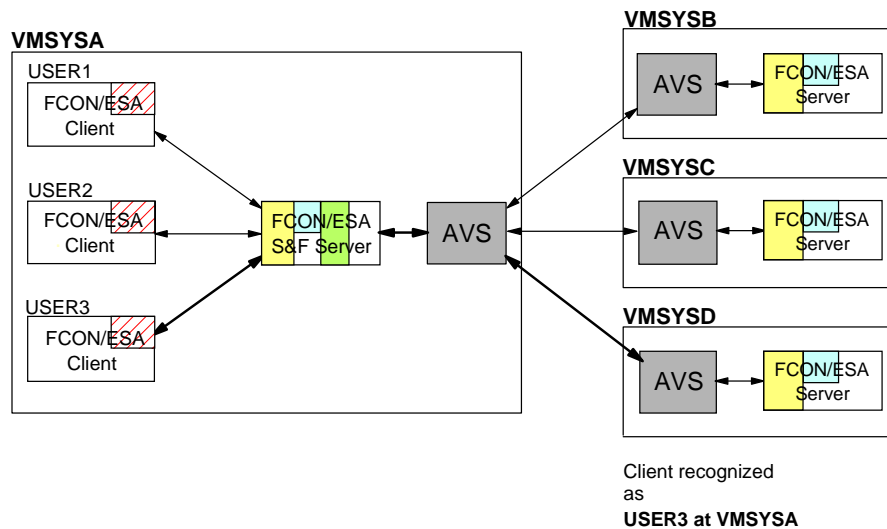 VMSYSA
USER1
FCON/ESA
Client
USER2
FCON/ESA
Client
USER3
FCON/ESA
Client
FCON/ESA
S&F Server
AVS
VMSYSB
AVS
FCON/ESA
Server
VMSYSC
AVS
FCON/ESA
Server
VMSYSD
AVS
FCON/ESA
Server
Client recognized
as
USER3 at VMSYSA